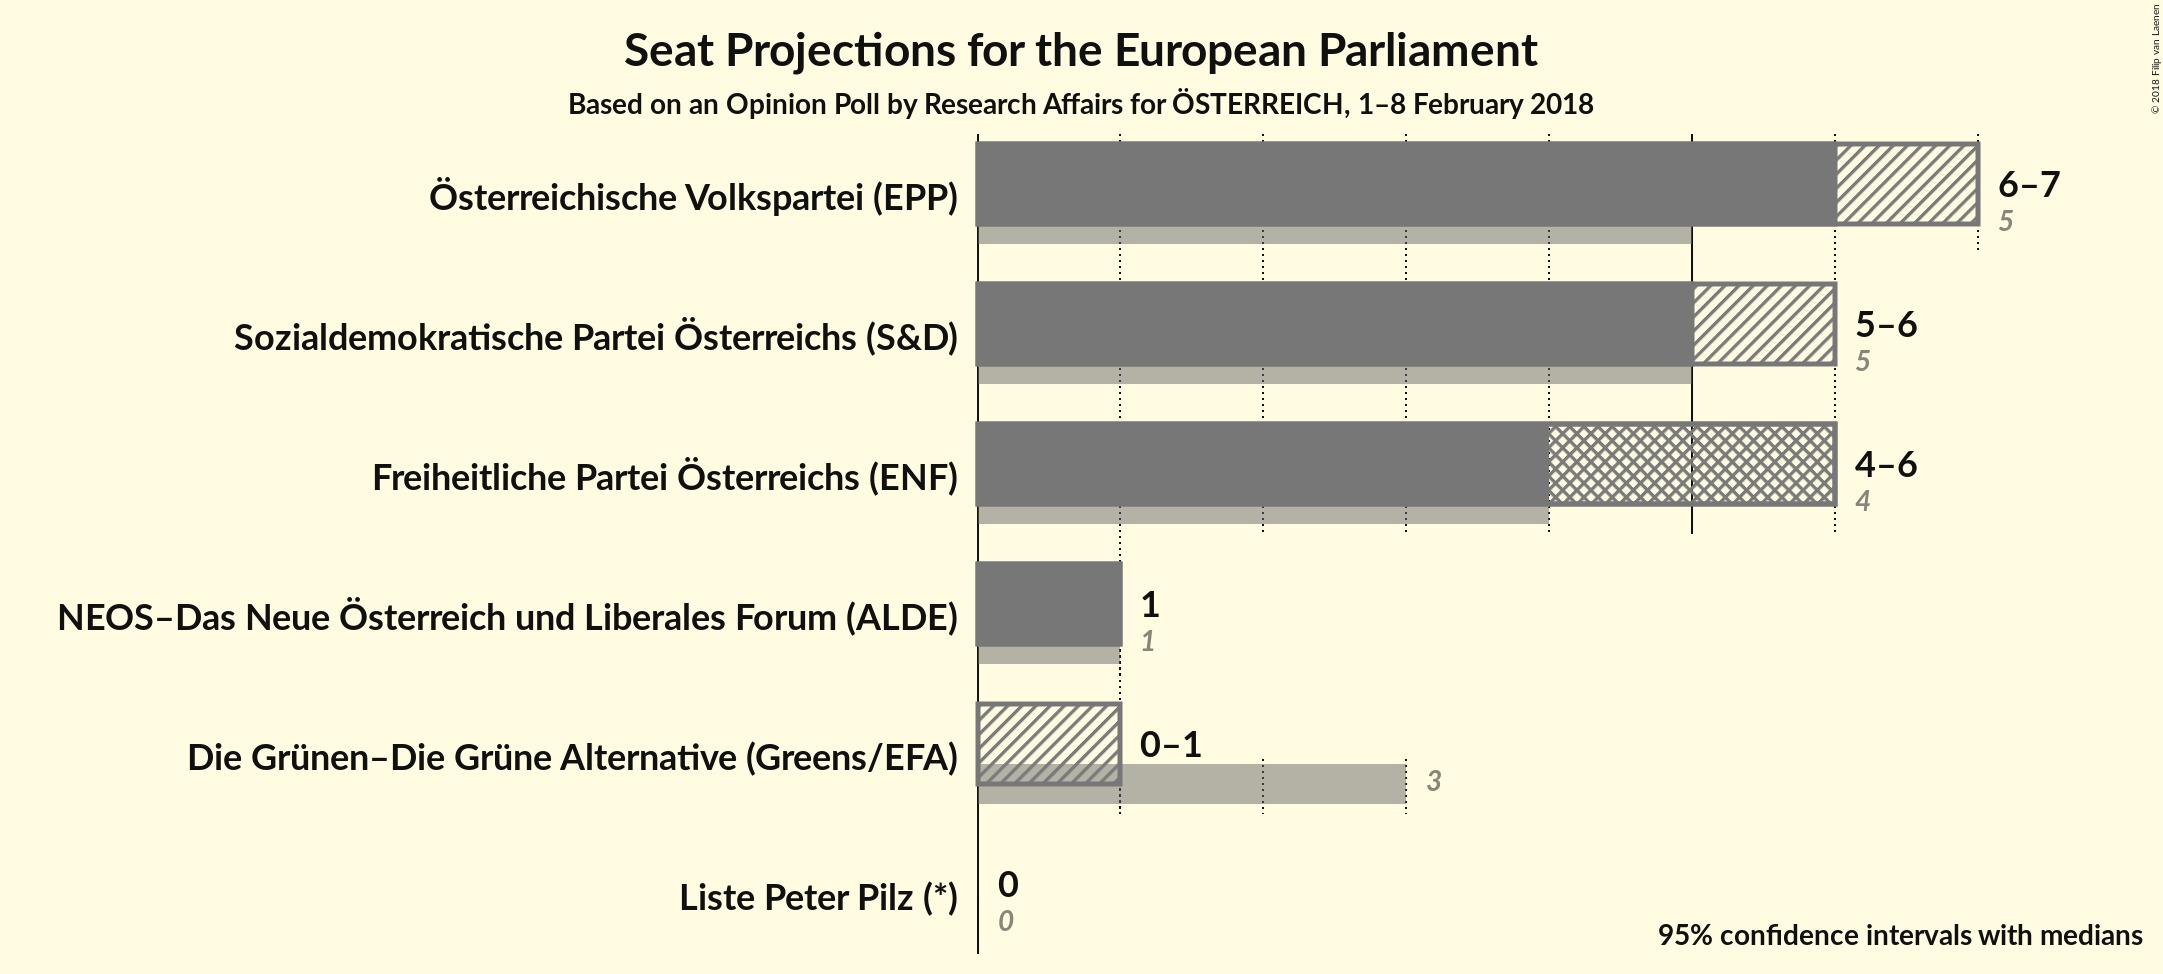 Seat Projections for the European Parliament
Based on an Opinion Poll by Research Affairs for ÖSTERREICH, 1–8 February 2018
© 2018 Filip van Laenen
Österreichische Volkspartei (EPP)
6–7
5
Sozialdemokratische Partei Österreichs (S&D)
5–6
5
Freiheitliche Partei Österreichs (ENF)
4–6
4
NEOS–Das Neue Österreich und Liberales Forum (ALDE)
1
1
Die Grünen–Die Grüne Alternative (Greens/EFA)
0–1
3
Liste Peter Pilz (*)
0
0
95% confidence intervals with medians